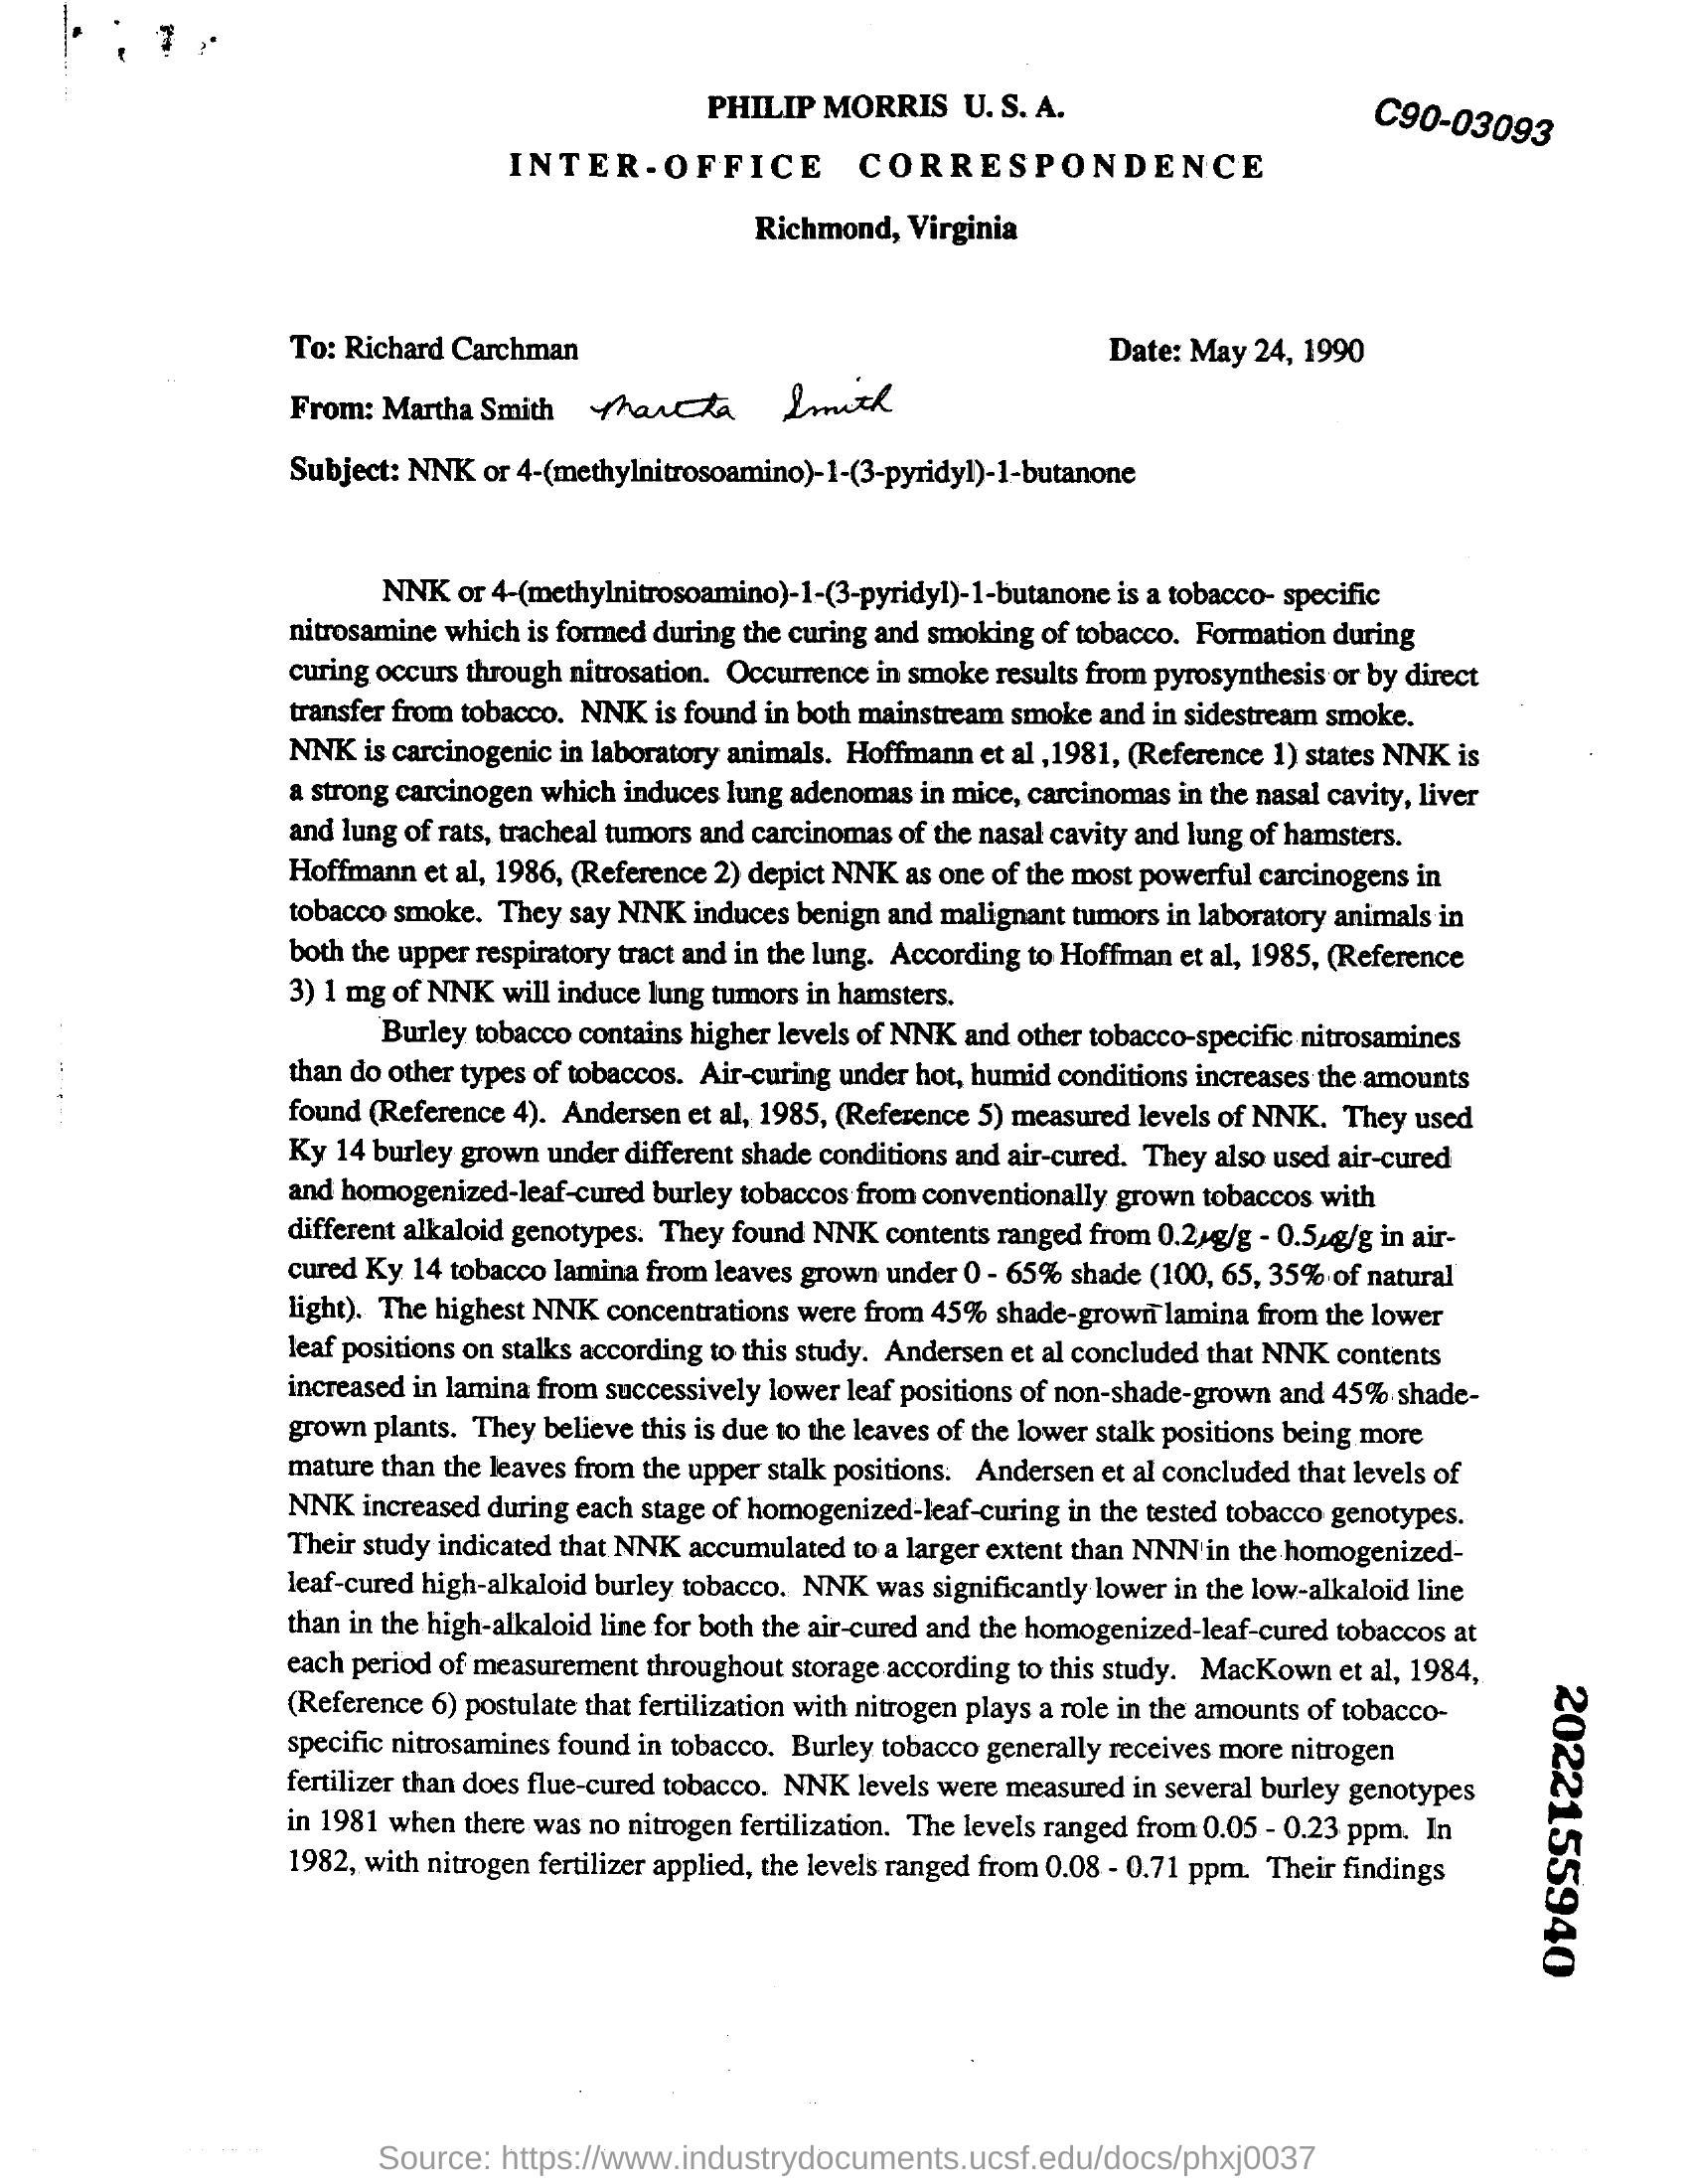 PHILIP MORRIS U. S. A.
C90-03093
INTER-OFFICE CORRESPONDENCE
Richmond, Virginia
To: Richard Carchman
Date: May 24, 1990
From: Martha Smith Martha Smith
Subject: NNK or 4-(methylnitrosoamino)-1-(3-pyridyl)-1-butanone
NNK or 4-(methylnitrosoamino)-1-(3-pyridyl)-1-butanone is a tobacco- specific
nitrosamine which is formed during the curing and smoking of tobacco. Formation during
curing occurs through nitrosation. Occurrence in smoke results from pyrosynthesis or by direct
transfer from tobacco. NNK is found in both mainstream smoke and in sidestream smoke.
NNK is carcinogenic in laboratory animals. Hoffmann et al ,1981, (Reference 1) states NNK is
a strong carcinogen which induces lung adenomas in mice, carcinomas in the nasal cavity, liver
and lung of rats, tracheal tumors and carcinomas of the nasal cavity and lung of hamsters.
Hoffmann et al, 1986, (Reference 2) depict NNK as one of the most powerful carcinogens in
tobacco smoke. They say NNK induces benign and malignant tumors in laboratory animals in
both the upper respiratory tract and in the lung. According to Hoffman et al, 1985, (Reference
3) 1 mg of NNK will induce lung tumors in hamsters.
Burley tobacco contains higher levels of NNK and other tobacco-specific nitrosamines
than do other types of tobaccos. Air-curing under hot, humid conditions increases the amounts
found (Reference 4). Andersen et al, 1985, (Reference 5) measured levels of NNK. They used
Ky 14 burley grown under different shade conditions and air-cured. They also used air-cured
and homogenized-leaf-cured burley tobaccos from conventionally grown tobaccos with
different alkaloid genotypes. They found NNK contents ranged from 0.2μg/g - 0.5μg/g in air-
cured Ky 14 tobacco lamina from leaves grown under 0 - 65% shade (100, 65, 35% of natural
light). The highest NNK concentrations were from 45% shade-grown lamina from the lower
leaf positions on stalks according to this study. Andersen et al concluded that NNK contents
increased in lamina from successively lower leaf positions of non-shade-grown and 45% shade-
grown plants. They believe this is due to the leaves of the lower stalk positions being more
mature than the leaves from the upper stalk positions. Andersen et al concluded that levels of
NNK increased during each stage of homogenized-leaf-curing in the tested tobacco genotypes.
Their study indicated that NNK accumulated to a larger extent than NNN in the homogenized-
leaf-cured high-alkaloid burley tobacco. NNK was significantly lower in the low-alkaloid line
than in the high-alkaloid line for both the air-cured and the homogenized-leaf-cured tobaccos at
each period of measurement throughout storage according to this study. MacKown et al, 1984,
(Reference 6) postulate that fertilization with nitrogen plays a role in the amounts of tobacco-
specific nitrosamines found in tobacco. Burley tobacco generally receives more nitrogen
fertilizer than does flue-cured tobacco. NNK levels were measured in several burley genotypes
in 1981 when there was no nitrogen fertilization. The levels ranged from 0.05 - 0.23 ppm. In
1982, with nitrogen fertilizer applied, the levels ranged from 0.08 - 0.71 ppm. Their findings
2022155940
Source: https://www.industrydocuments.ucsf.edu/docs/phxj0037